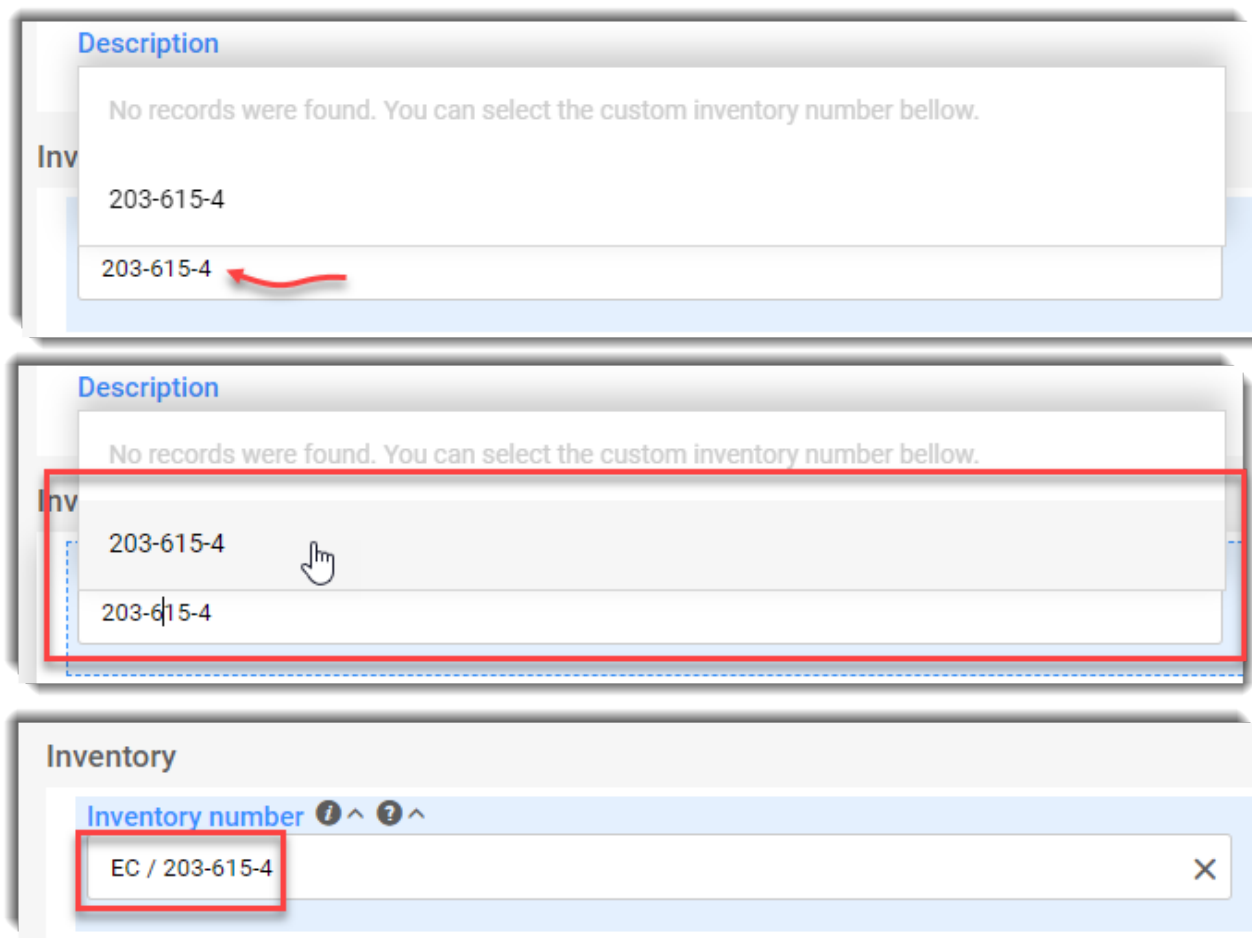 Description
No records were found. You can select the custom inventory number bellow.
Inv
203-615-4
203-615-4
Description
No records were found. You can select the custom inventory number bellow.
Inv
203-615-4
203-615-4
Inventory
Inventory number
EC / 203-615-4